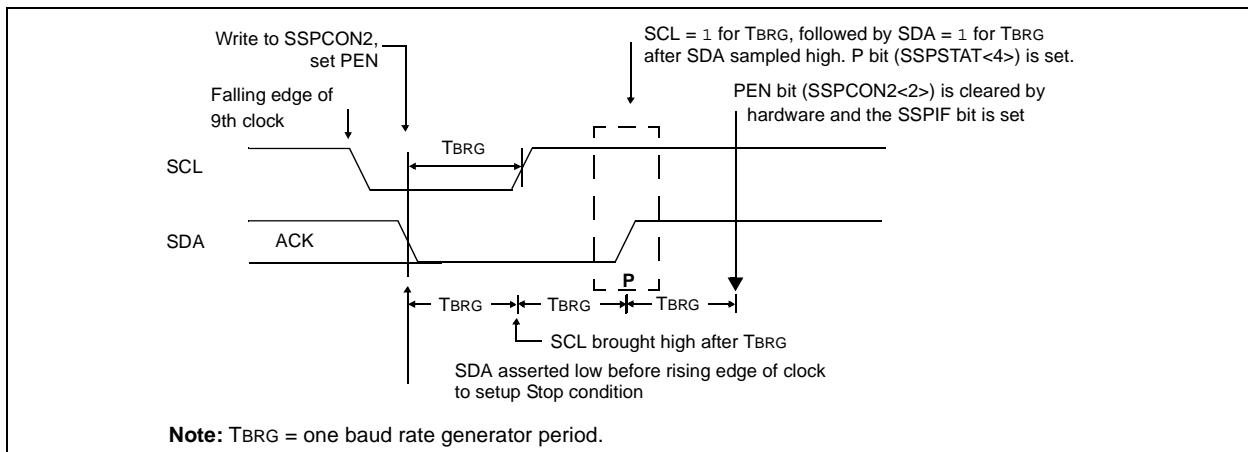 Write to SSPCON2,
set PEN
SCL = 1 for TBRG, followed by SDA = 1 for TBRG
after SDA sampled high. P bit (SSPSTAT<4>) is set.
Falling edge of
9th clock
PEN bit (SSPCON2<2>) is cleared by
hardware and the SSPIF bit is set
TBRG
SCL
SDA
ACK
P
TBRG
TBRG
TBRG
SCL brought high after TBRG
SDA asserted low before rising edge of clock
to setup Stop condition
Note: TBRG = one baud rate generator period.